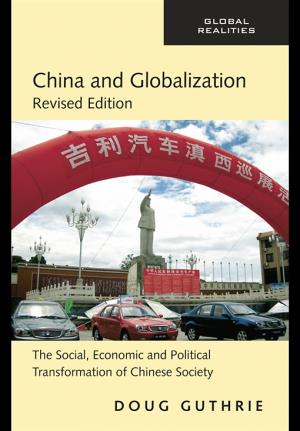 GLOBAL
REALITIES
China and Globalization
Revised Edition
吉利汽车滇西巡展活
The Social, Economic and Political
Transformation of Chinese Society
DOUG GUTHRIE